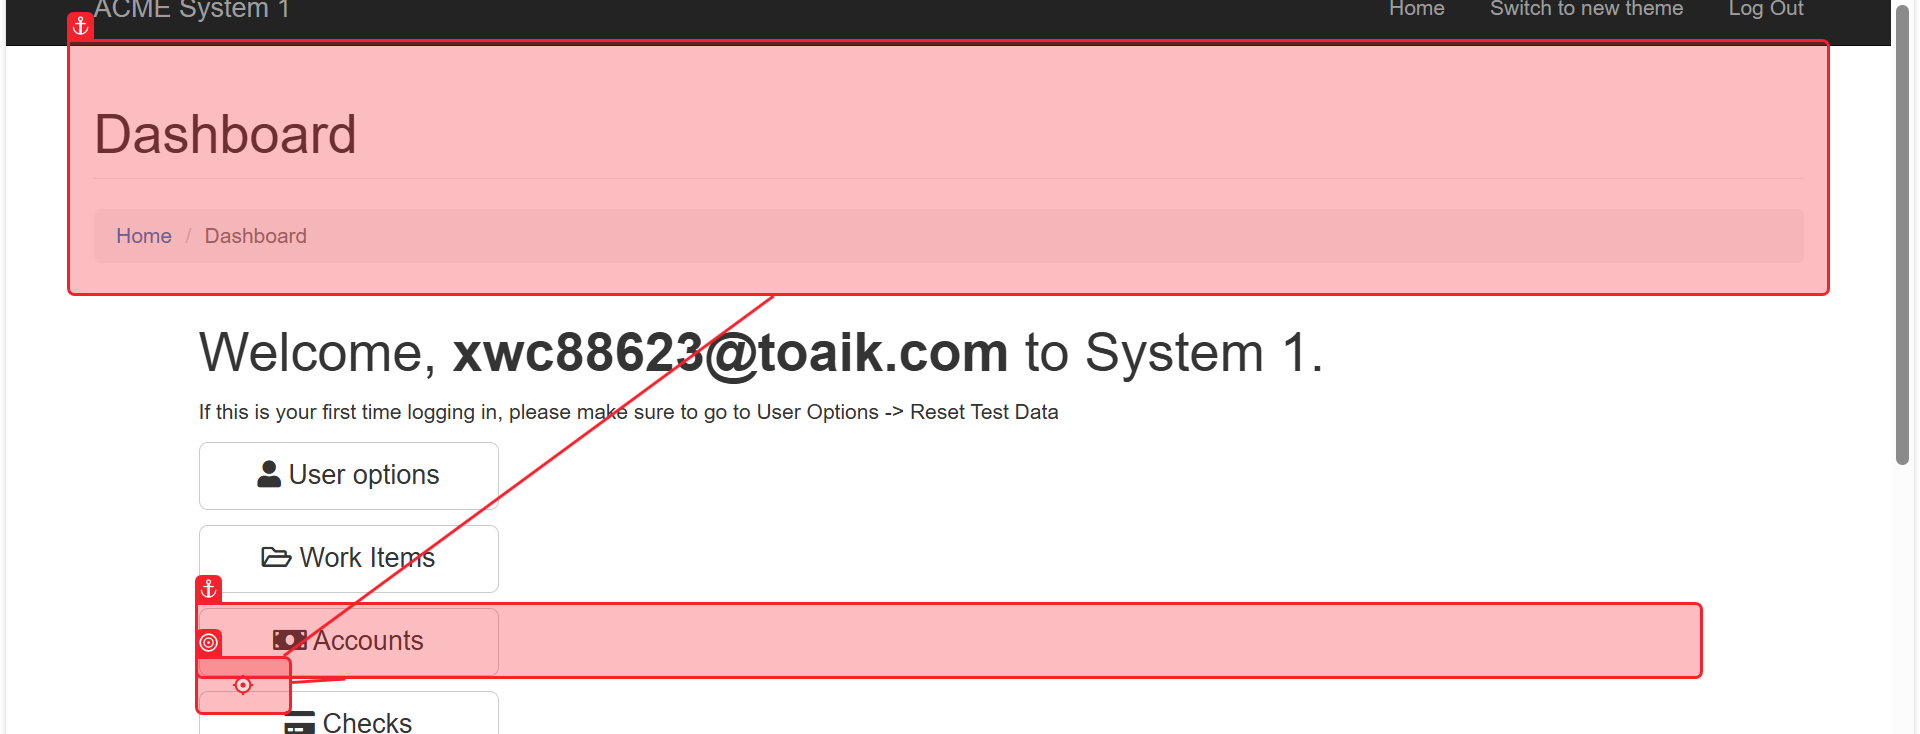 ACME System 1 Home Switch to new theme Log Out
Dashboard
Home / Dashboard
Welcome, xwc88623@toaik.com to System 1.
If this is your first time logging in, please make sure to go to User Options -> Reset Test Data
User options
Work Items
Accounts
Checks